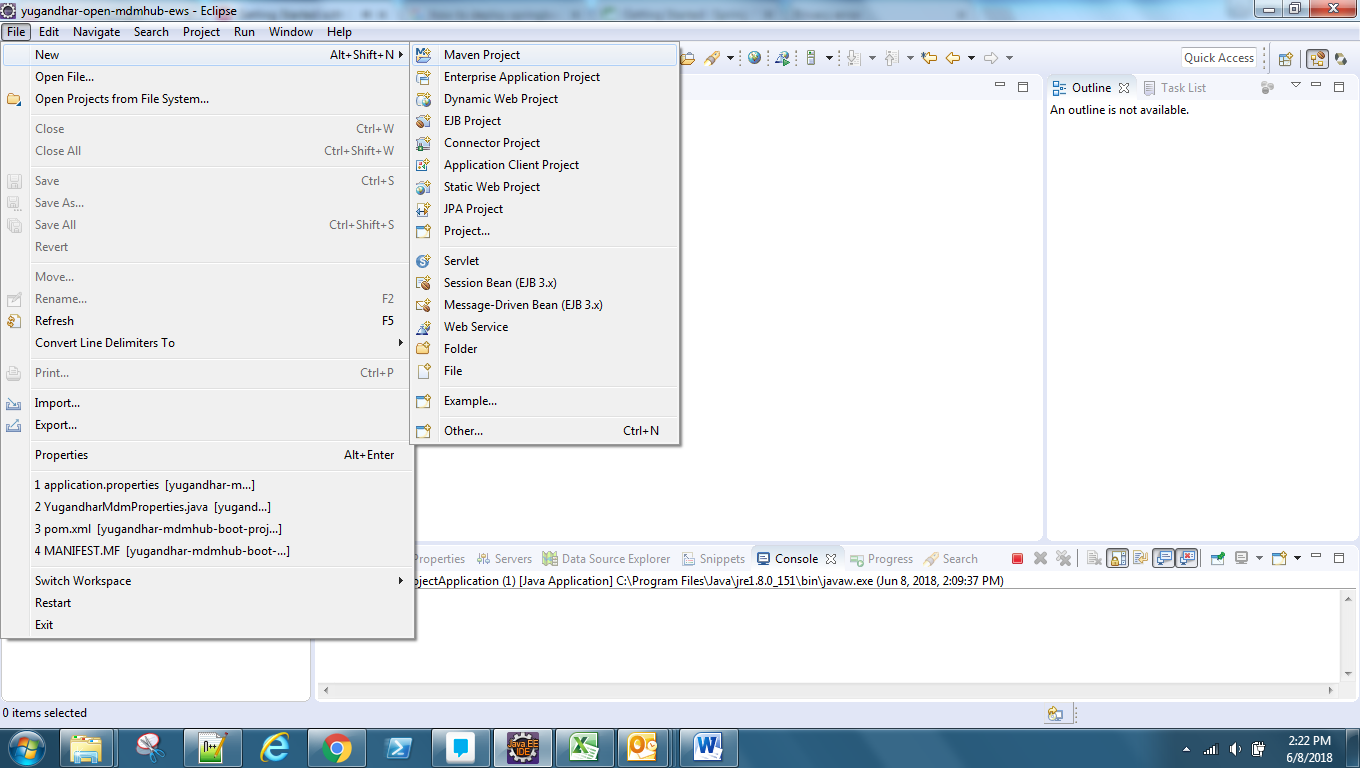 yugandhar-open-mdmhub-ews - Eclipse
File Edit Navigate Search Project Run Window Help
New Alt+Shift+N
Open File...
Open Projects from File System...
Close Ctrl+W
Close All Ctrl+Shift+W
Save Ctrl+S
Save As...
Save All Ctrl+Shift+S
Revert
Move...
Rename... F2
Refresh F5
Convert Line Delimiters To
Print... Ctrl+P
Import...
Export...
Properties Alt+Enter
1 application.properties [yugandhar-m...]
2 YugandharMdmProperties.java [yugand...]
3 pom.xml [yugandhar-mdmhub-boot-proj...]
4 MANIFEST.MF [yugandhar-mdmhub-boot-...]
Switch Workspace
Restart
Exit
Maven Project
Enterprise Application Project
Dynamic Web Project
EJB Project
Connector Project
Application Client Project
Static Web Project
JPA Project
Project...
Servlet
Session Bean (EJB 3.x)
Message-Driven Bean (EJB 3.x)
Web Service
Folder
File
Example...
Other... Ctrl+N
Quick Access
Outline Task List
An outline is not available.
roperties Servers Data Source Explorer Snippets Console Progress Search
ojectApplication (1) [Java Application] C:\Program Files\Java\jre1.8.0_151\bin\javaw.exe (Jun 8, 2018, 2:09:37 PM)
0 items selected
Java EE
IDE
2:22 PM
6/8/2018